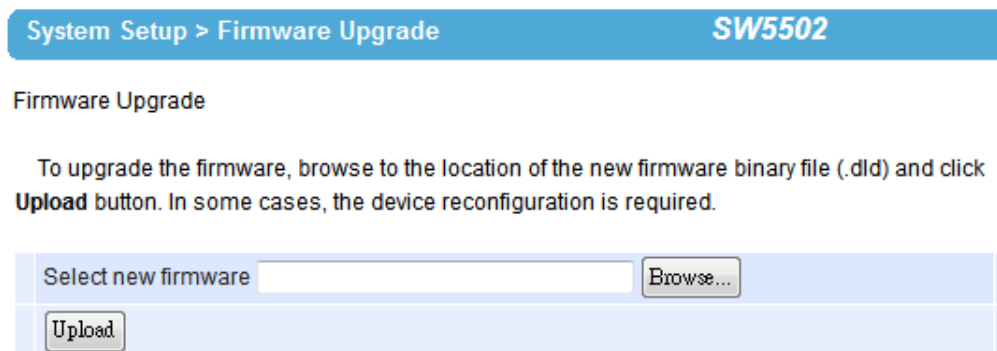 System Setup > Firmware Upgrade SW5502
Firmware Upgrade
To upgrade the firmware, browse to the location of the new firmware binary file (.dld) and click
Upload button. In some cases, the device reconfiguration is required.
Select new firmware Browse...
Upload